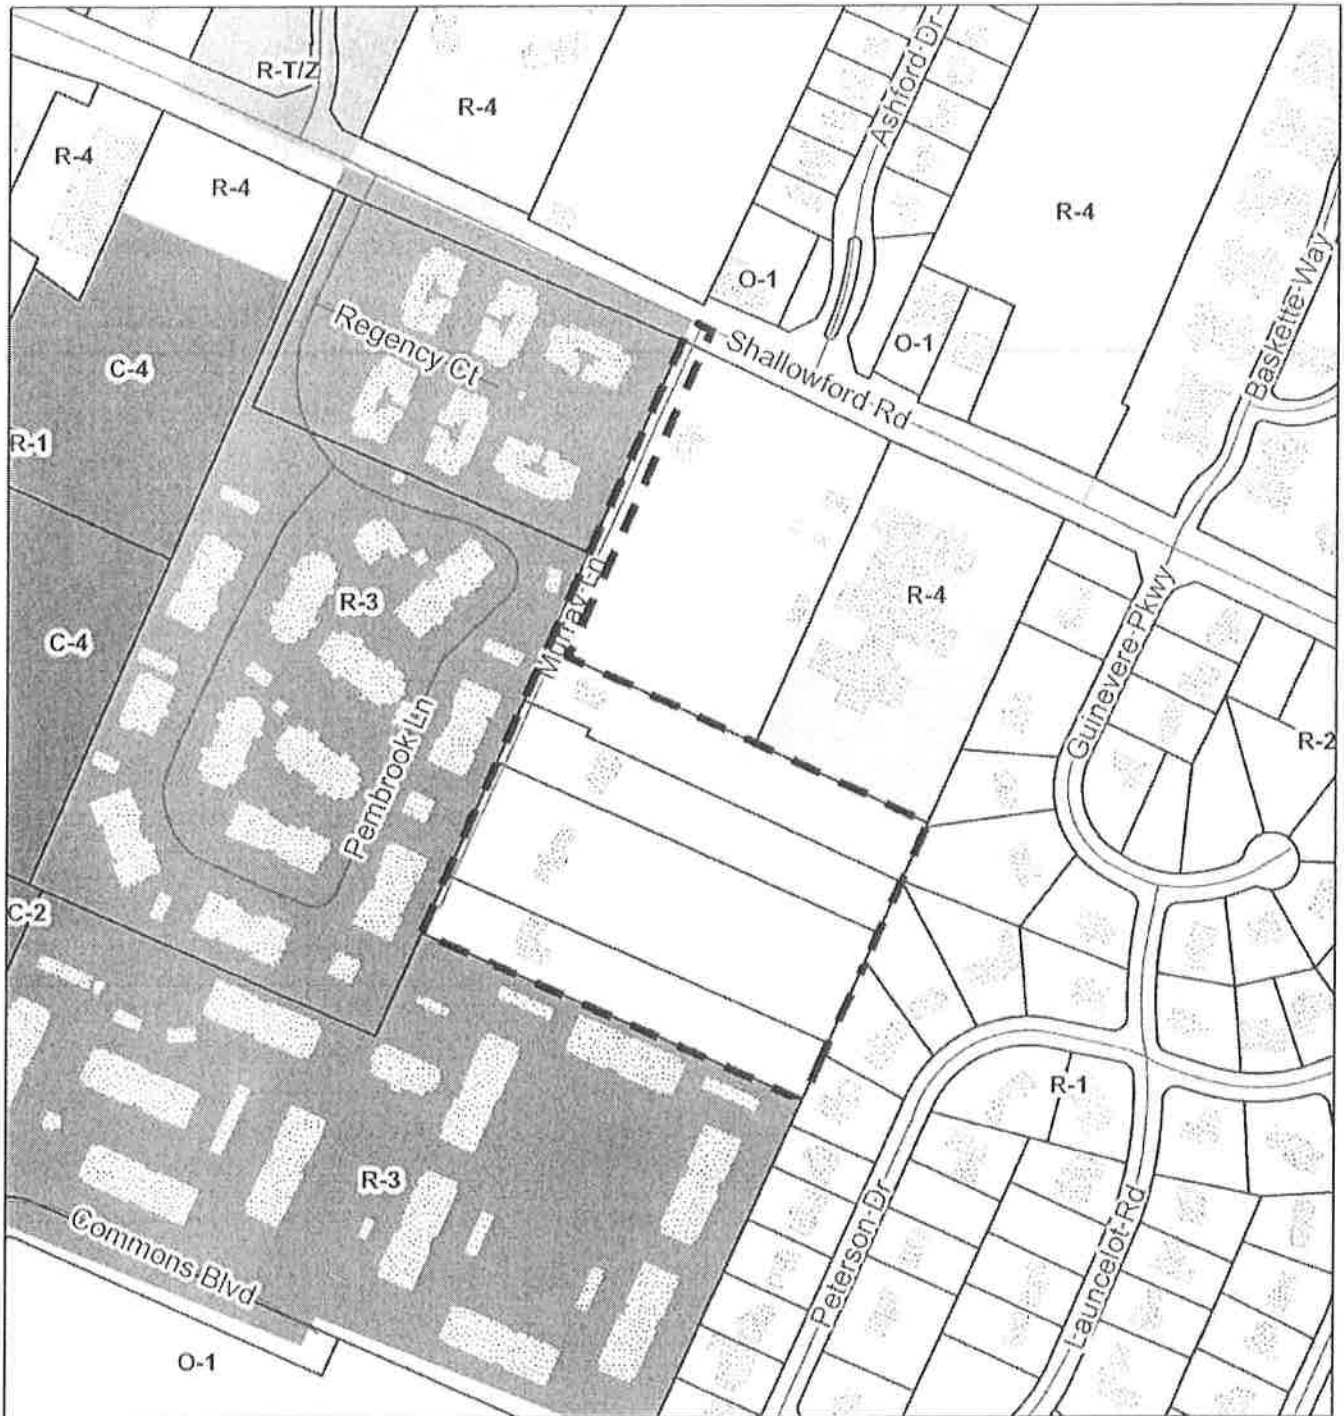 R-T/Z
R-4
Ashford Dr
R-4
R-4
R-4
Baskette Way
O-1
Regency Ct
Shallowford Rd
O-1
C-4
R-1
Murray Ln
R-3
R-4
Guinevere Pkwy
C-4
R-2
Pembrook Ln
C-2
R-1
R-3
Peterson Dr
Launcelot Rd
Commons Blvd
O-1